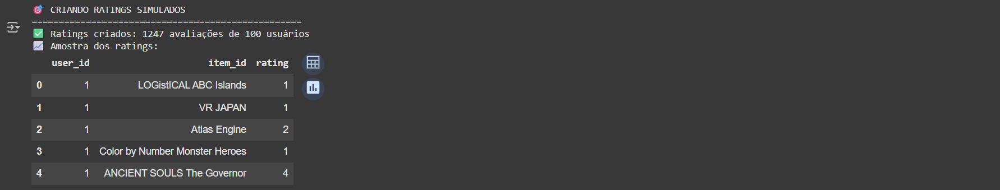 🎯 CRIANDO RATINGS SIMULADOS
==================================================
✅ Ratings criados: 1247 avaliações de 100 usuários
📈 Amostra dos ratings:
user_id item_id rating
0 1 LOGistICAL ABC Islands 1
1 1 VR JAPAN 1
2 1 Atlas Engine 2
3 1 Color by Number Monster Heroes 1
4 1 ANCIENT SOULS The Governor 4